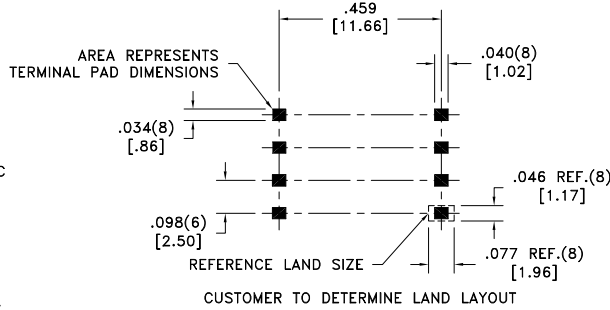 .459
[11.66]
AREA REPRESENTS
TERMINAL PAD DIMENSIONS
.040(8)
[1.02]
.034(8)
[.86]
C
.046 REF.(8)
[1.17]
.098(6)
[2.50]
REFERENCE LAND SIZE
.077 REF.(8)
[1.96]
CUSTOMER TO DETERMINE LAND LAYOUT